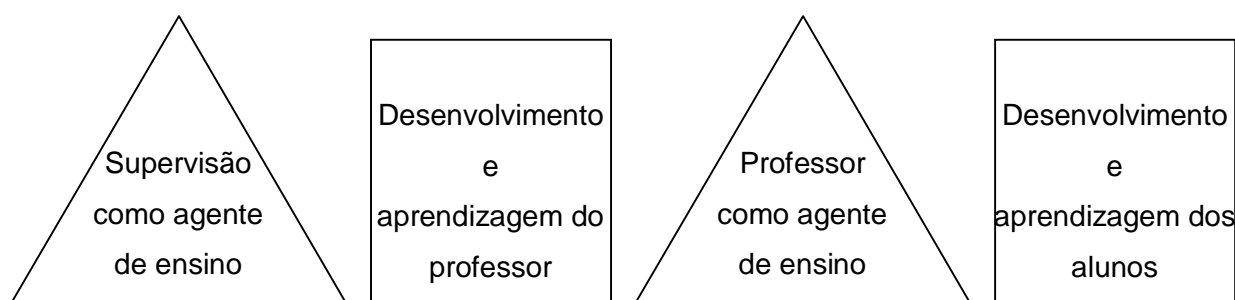 Supervisão
como agente
de ensino
Desenvolvimento
e
aprendizagem do
professor
Professor
como agente
de ensino
Desenvolvimento
e
aprendizagem dos
alunos